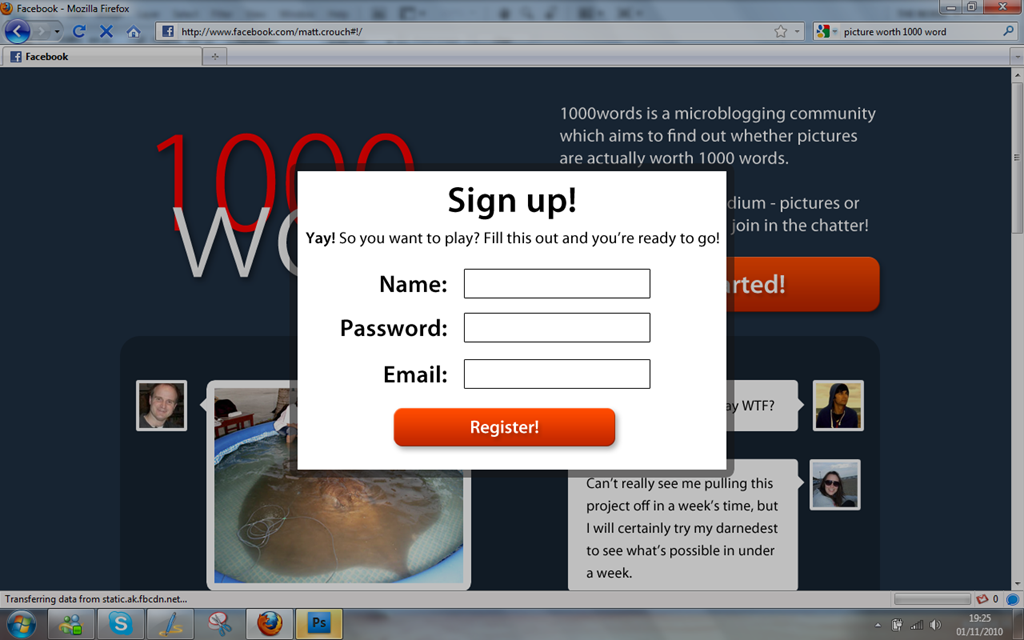 Facebook - Mozilla Firefox
http://www.facebook.com/matt.crouch#!/
picture worth 1000 word
Facebook
1000
1000words is a microblogging community
which aims to find out whether pictures
are actually worth 1000 words.
dium - pictures or
join in the chatter!
arted!
Sign up!
Yay! So you want to play? Fill this out and you're ready to go!
Name:
Password:
Email:
Register!
ay WTF?
Can't really see me pulling this
project off in a week's time, but
I will certainly try my darnedest
to see what's possible in under
a week.
Transferring data from static.ak.fbcdn.net...
0
Ps
19:25
01/11/2010